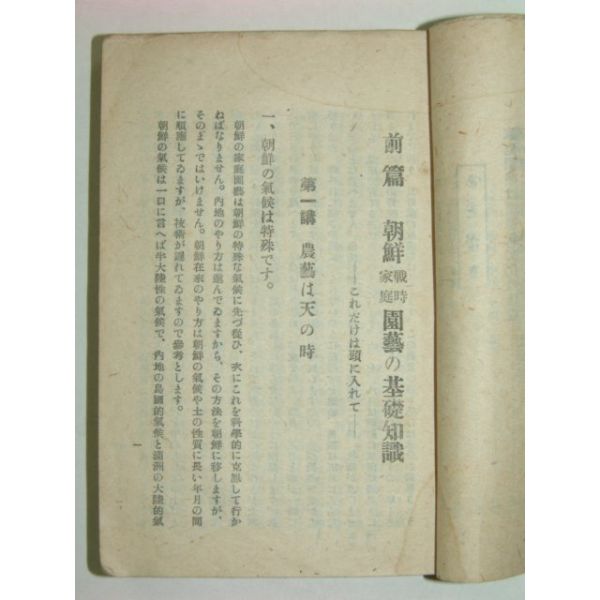 前篇 朝鮮戰時家庭園藝の基礎知識
──これだけは頭に入れて──
第一講 農藝は天の時
一、朝鮮の氣候は特殊です。
朝鮮の家庭園藝は朝鮮の特殊な氣候に先づ從ひ、次にこれを科學的に克服して行か
ねばなりません。内地のやり方は進んでゐますから、その方法を朝鮮に移しますが、
そのまゝではいけません。朝鮮在來のやり方は朝鮮の氣候や土の性質に長い年月の間
に順應してゐますが、技術が遲れてゐますので參考とします。
朝鮮の氣候は一口に言へば半大陸性の氣候で、内地の島國的氣候と滿洲の大陸的氣
一